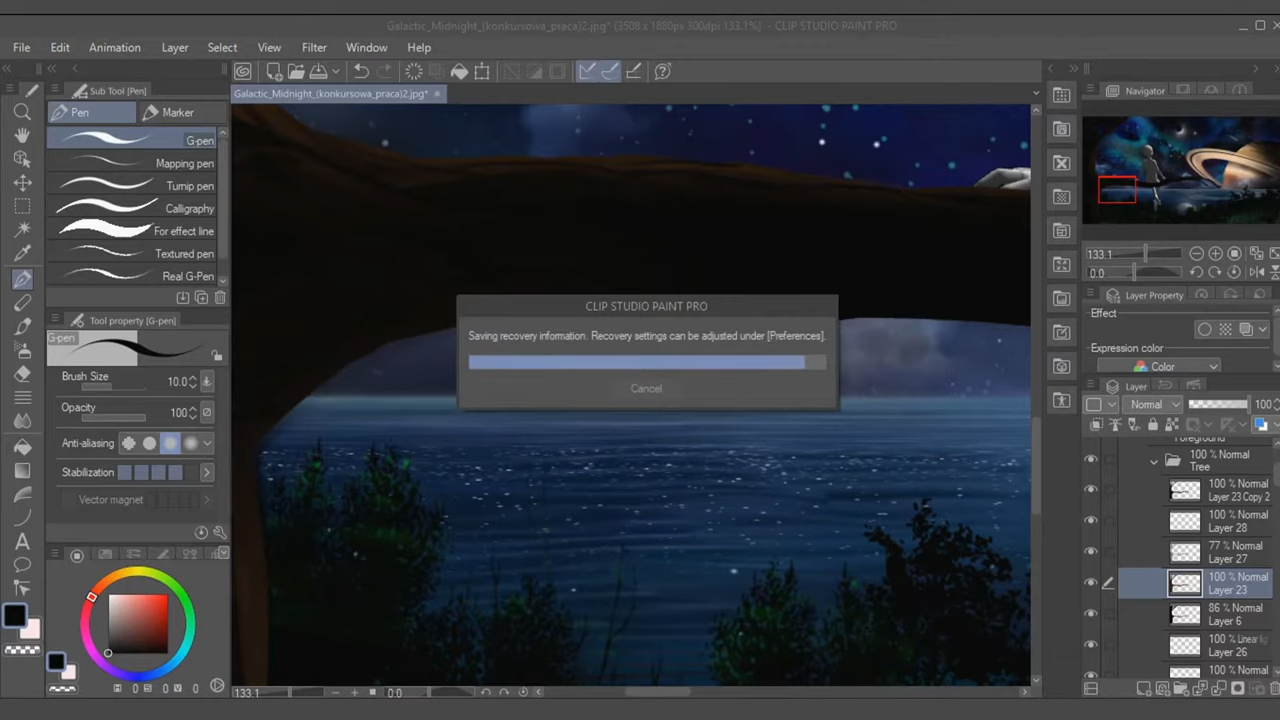 Galactic_Midnight_(konkursowa_praca)2.jpg* (3508 x 1880px 300dpi 133.1%) - CLIP STUDIO PAINT PRO
File Edit Animation Layer Select View Filter Window Help
Sub Tool [Pen]
Galactic_Midnight_(konkursowa_praca)2.jpg*
Navigator
Pen Marker
G-pen
Mapping pen
Turnip pen
Calligraphy
For effect line
Textured pen
Real G-Pen
133.1
0.0
Layer Property
Effect
Expression color
Color
Tool property [G-pen]
G-pen
Brush Size 10.0
Opacity 100
Anti-aliasing
Stabilization
Vector magnet
CLIP STUDIO PAINT PRO
Saving recovery information. Recovery settings can be adjusted under [Preferences].
Cancel
Layer
Normal 100
Foreground
100 % Normal
Tree
100 % Normal
Layer 23 Copy 2
100 % Normal
Layer 28
77 % Normal
Layer 27
100 % Normal
Layer 23
86 % Normal
Layer 6
Layer 26
100 % Normal
H 0 S 0 V 0
133.1 0.0